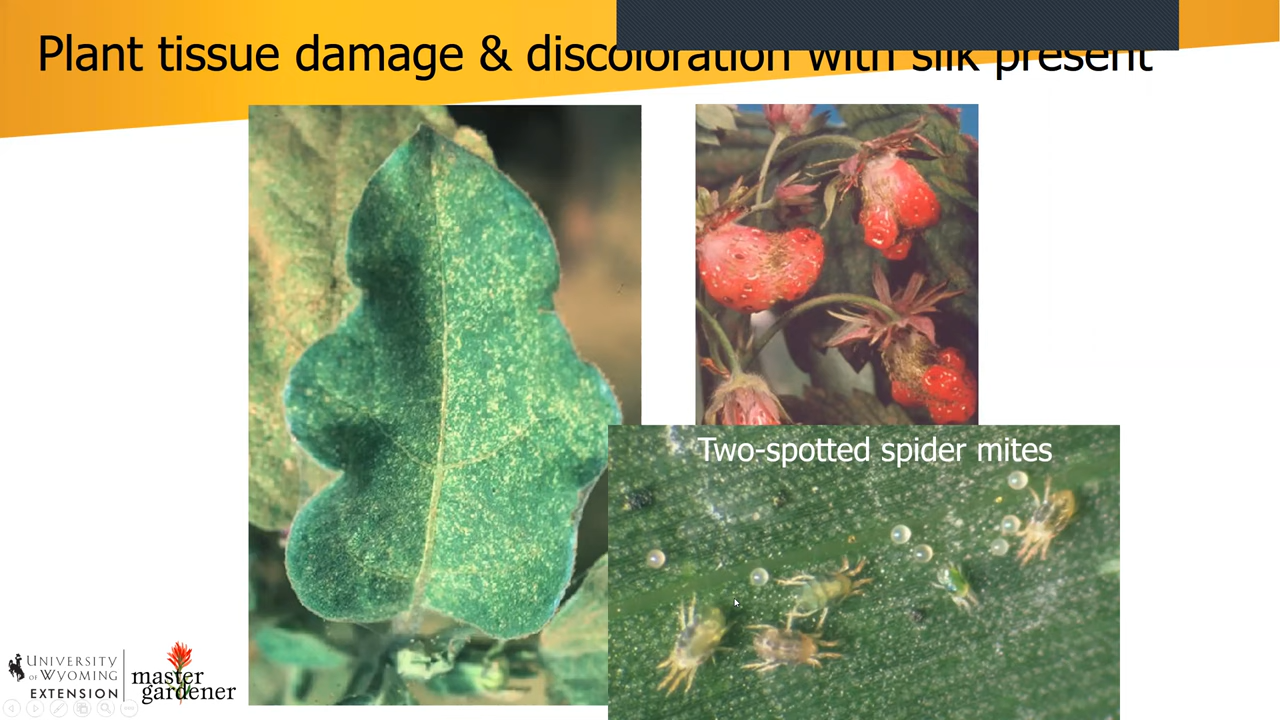 Plant tissue damage & discoloration with silk present
Two-spotted spider mites
UNIVERSITY
OF WYOMING
EXTENSION
master
gardener